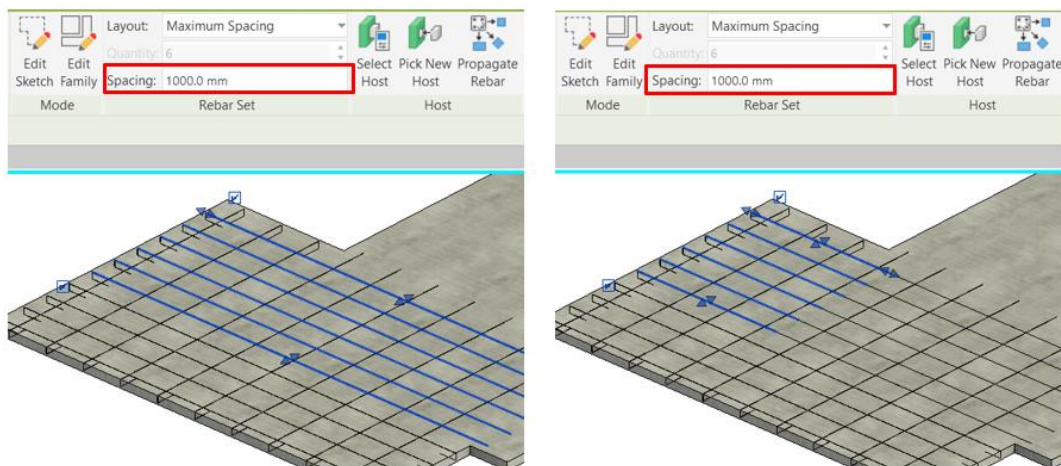 Layout: Maximum Spacing
Quantity: 6
Edit Sketch
Edit Family
Spacing: 1000.0 mm
Select Host
Pick New Host
Propagate Rebar
Mode
Rebar Set
Host
Layout: Maximum Spacing
Quantity: 6
Edit Sketch
Edit Family
Spacing: 1000.0 mm
Select Host
Pick New Host
Propagate Rebar
Mode
Rebar Set
Host